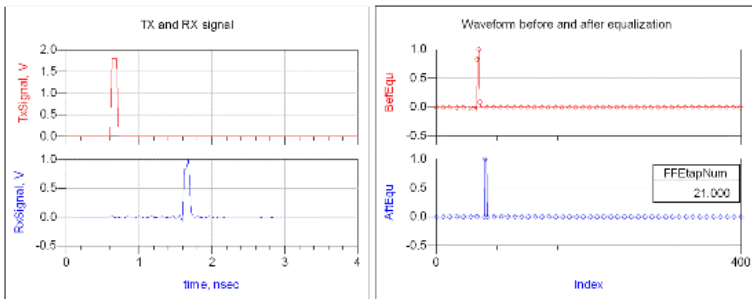 TX and RX signal
TxSignal, V
2.0
1.5
1.0
0.5
0.0
RxSignal, V
1.0
0.5
0.0
-0.5
0
1
2
3
4
time, nsec
Waveform before and after equalization
BefEqu
1.0
0.5
0.0
-0.5
AftEqu
1.0
0.5
0.0
-0.5
FFEtapNum
21.000
0
400
Index